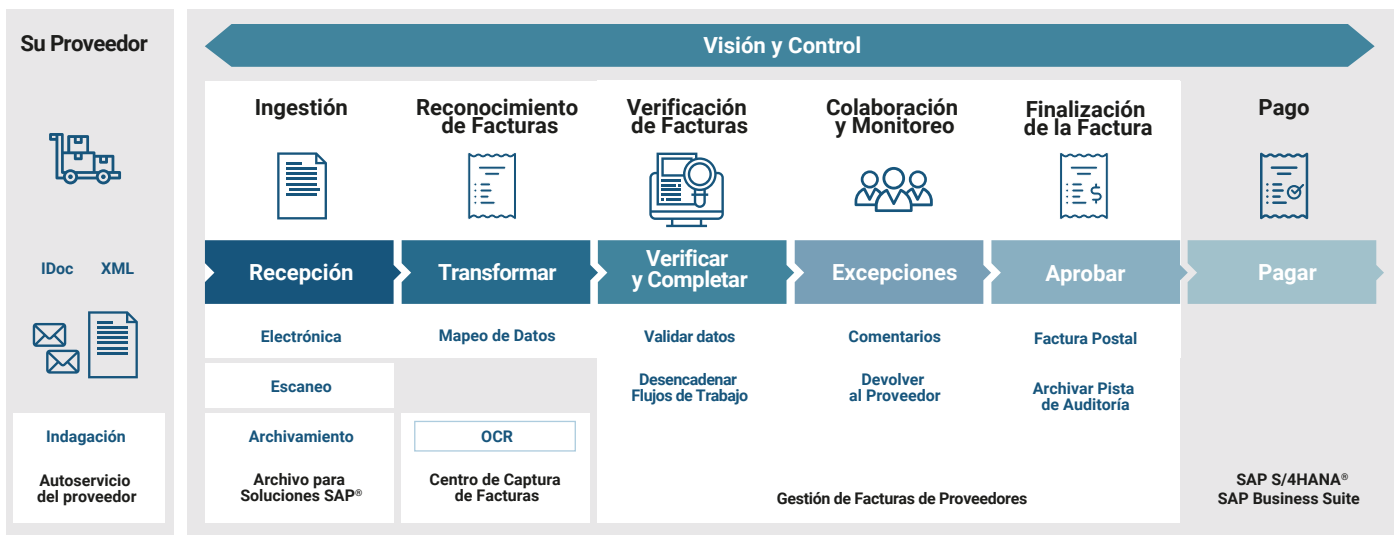 Su Proveedor
IDoc XML
Indagación
Autoservicio
del proveedor
Visión y Control
Ingestión
Recepción
Electrónica
Escaneo
Archivamiento
Archivo para
Soluciones SAP®
Reconocimiento
de Facturas
Transformar
Mapeo de Datos
OCR
Centro de Captura
de Facturas
Verificación
de Facturas
Verificar
y Completar
Validar datos
Desencadenar
Flujos de Trabajo
Colaboración
y Monitoreo
Excepciones
Comentarios
Devolver
al Proveedor
Finalización
de la Factura
$
Aprobar
Factura Postal
Archivar Pista
de Auditoría
Gestión de Facturas de Proveedores
Pago
Pagar
SAP S/4HANA®
SAP Business Suite